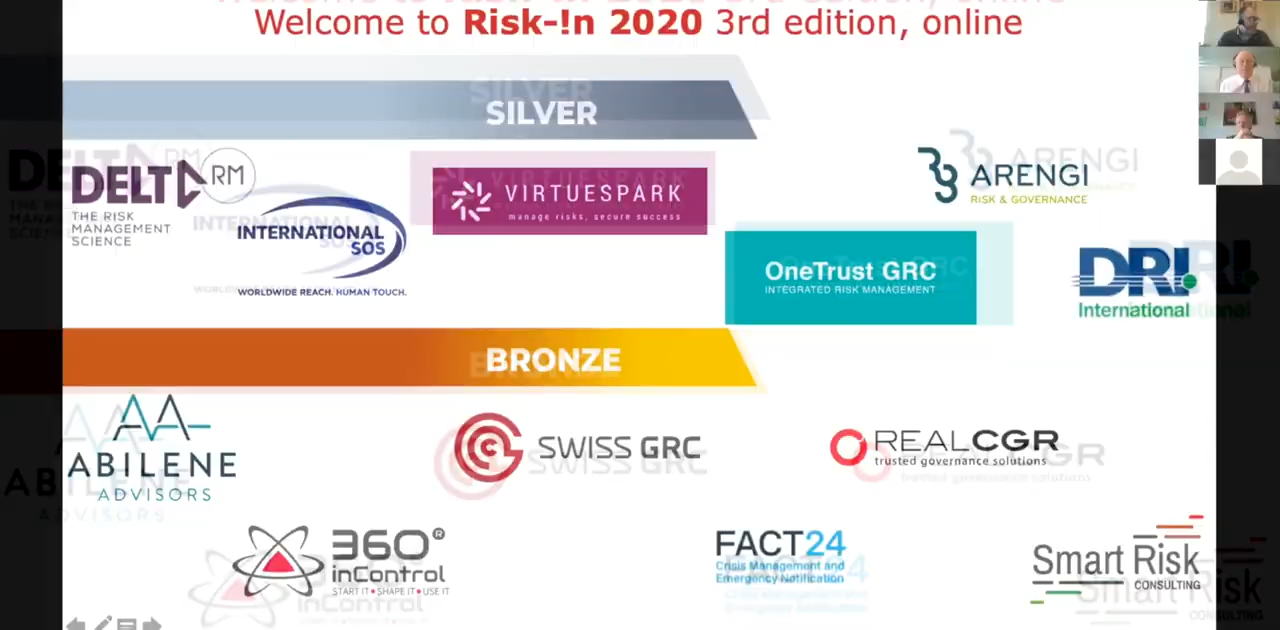 Welcome to Risk-!n 2020 3rd edition, online
SILVER
DELTA RM
THE RISK
MANAGEMENT
SCIENCE
INTERNATIONAL
SOS
WORLDWIDE REACH. HUMAN TOUCH.
VIRTUESPARK
manage risks, secure success
ARENGI
RISK & GOVERNANCE
OneTrust GRC
INTEGRATED RISK MANAGEMENT
DRI
International
BRONZE
ABILENE
ADVISORS
SWISS GRC
REALCGR
trusted governance solutions
360°
R
inControl
START IT • SHAPE IT • USE IT
FACT24
Crisis Management and
Emergency Notification
Smart Risk
CONSULTING